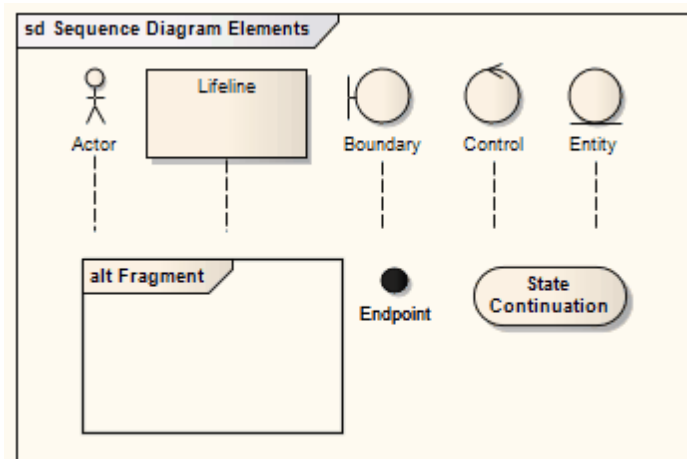 sd Sequence Diagram Elements
Lifeline
Actor
Boundary
Control
Entity
alt Fragment
Endpoint
State
Continuation